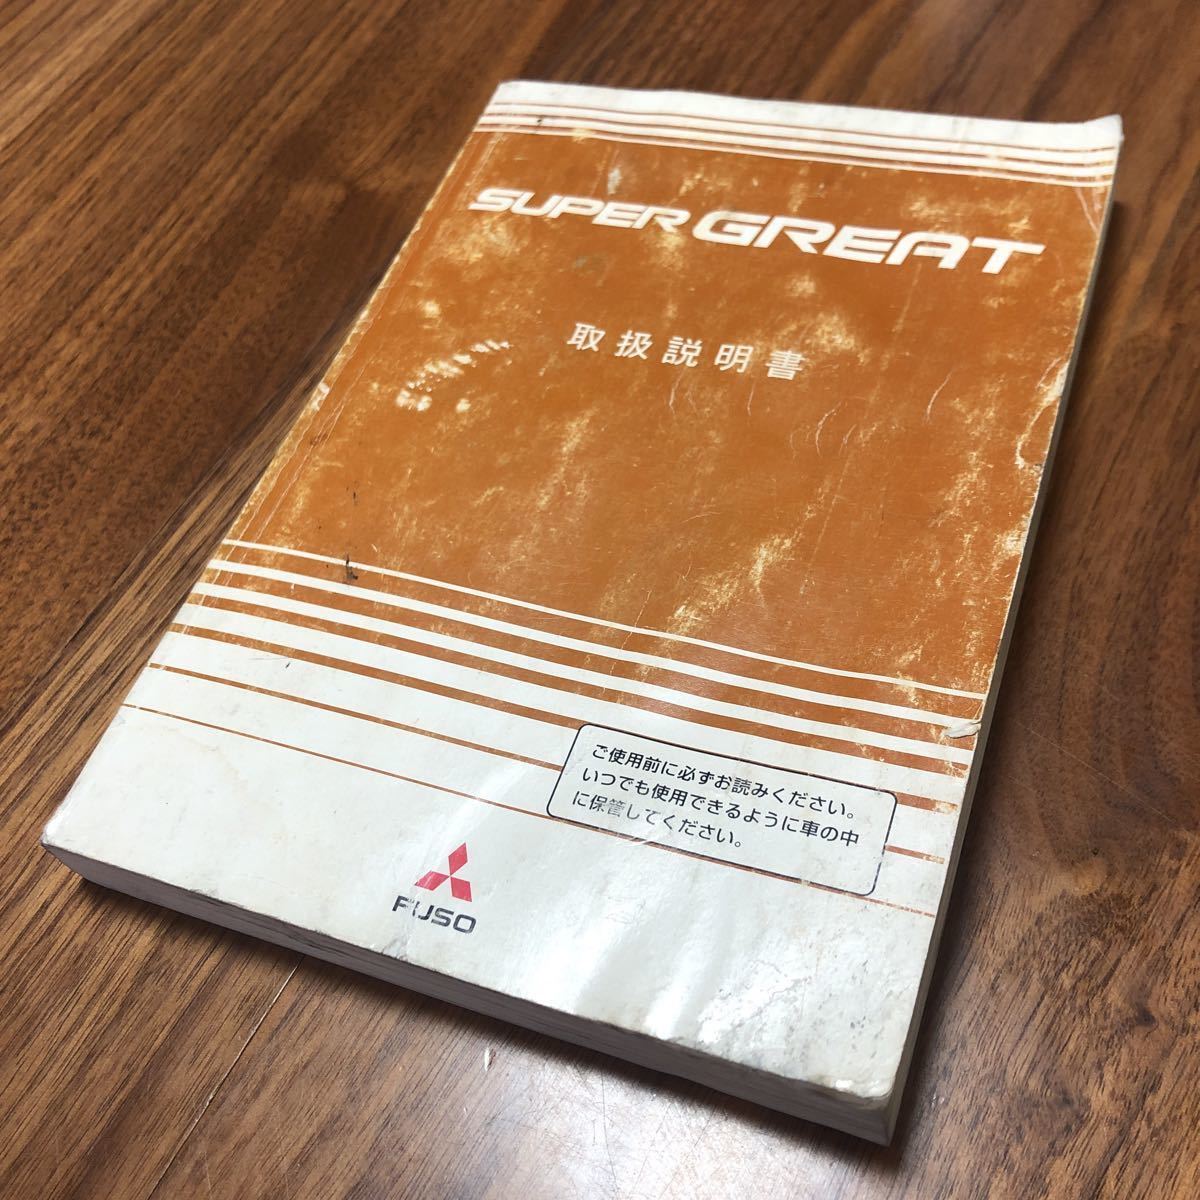 SUPER GREAT
取扱説明書
ご使用前に必ずお読みください。
いつでも使用できるように車の中
に保管してください。
FUSO